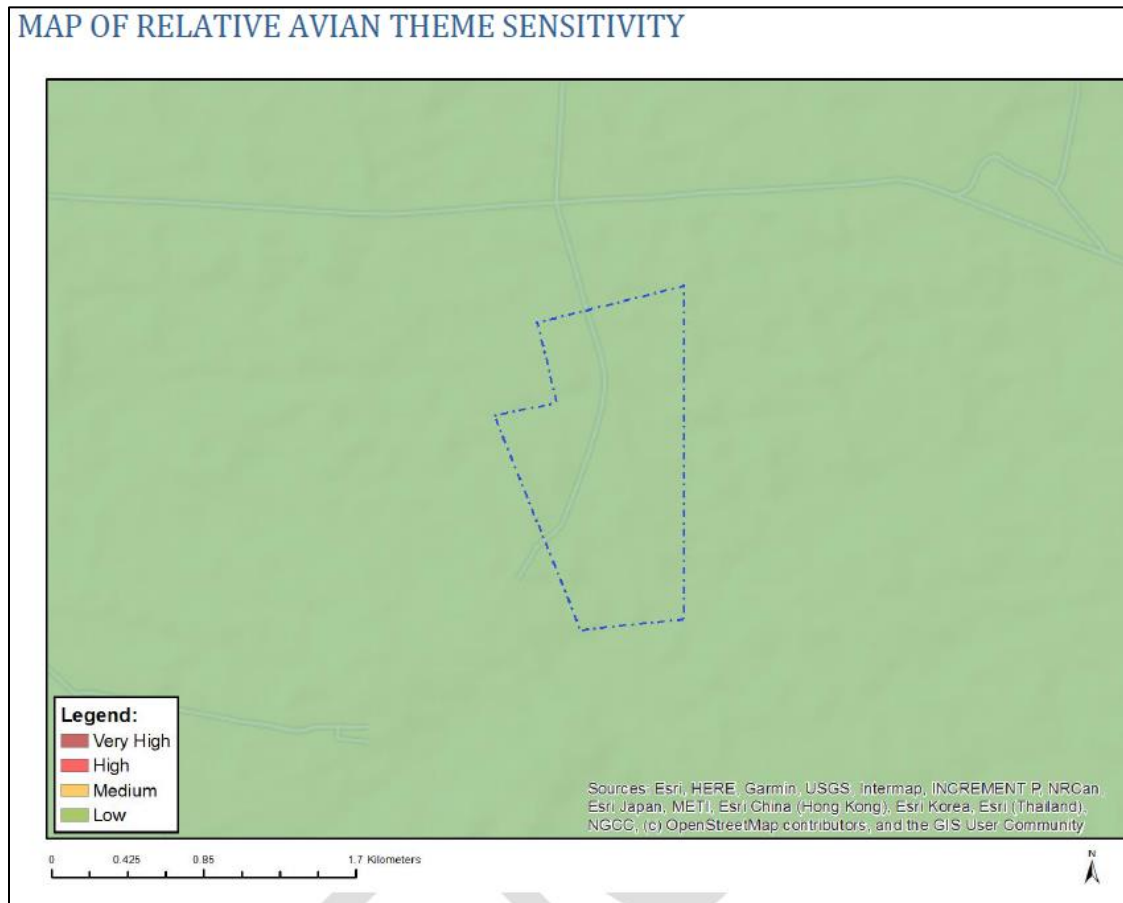 MAP OF RELATIVE AVIAN THEME SENSITIVITY
Legend:
Very High
High
Medium
Low
Sources: Esri, HERE, Garmin, USGS, Intermap, INCREMENT P, NRCan,
Esri Japan, METI, Esri China (Hong Kong), Esri Korea, Esri (Thailand),
NGCC, (c) OpenStreetMap contributors, and the GIS User Community
0 0.425 0.85 1.7 Kilometers
N